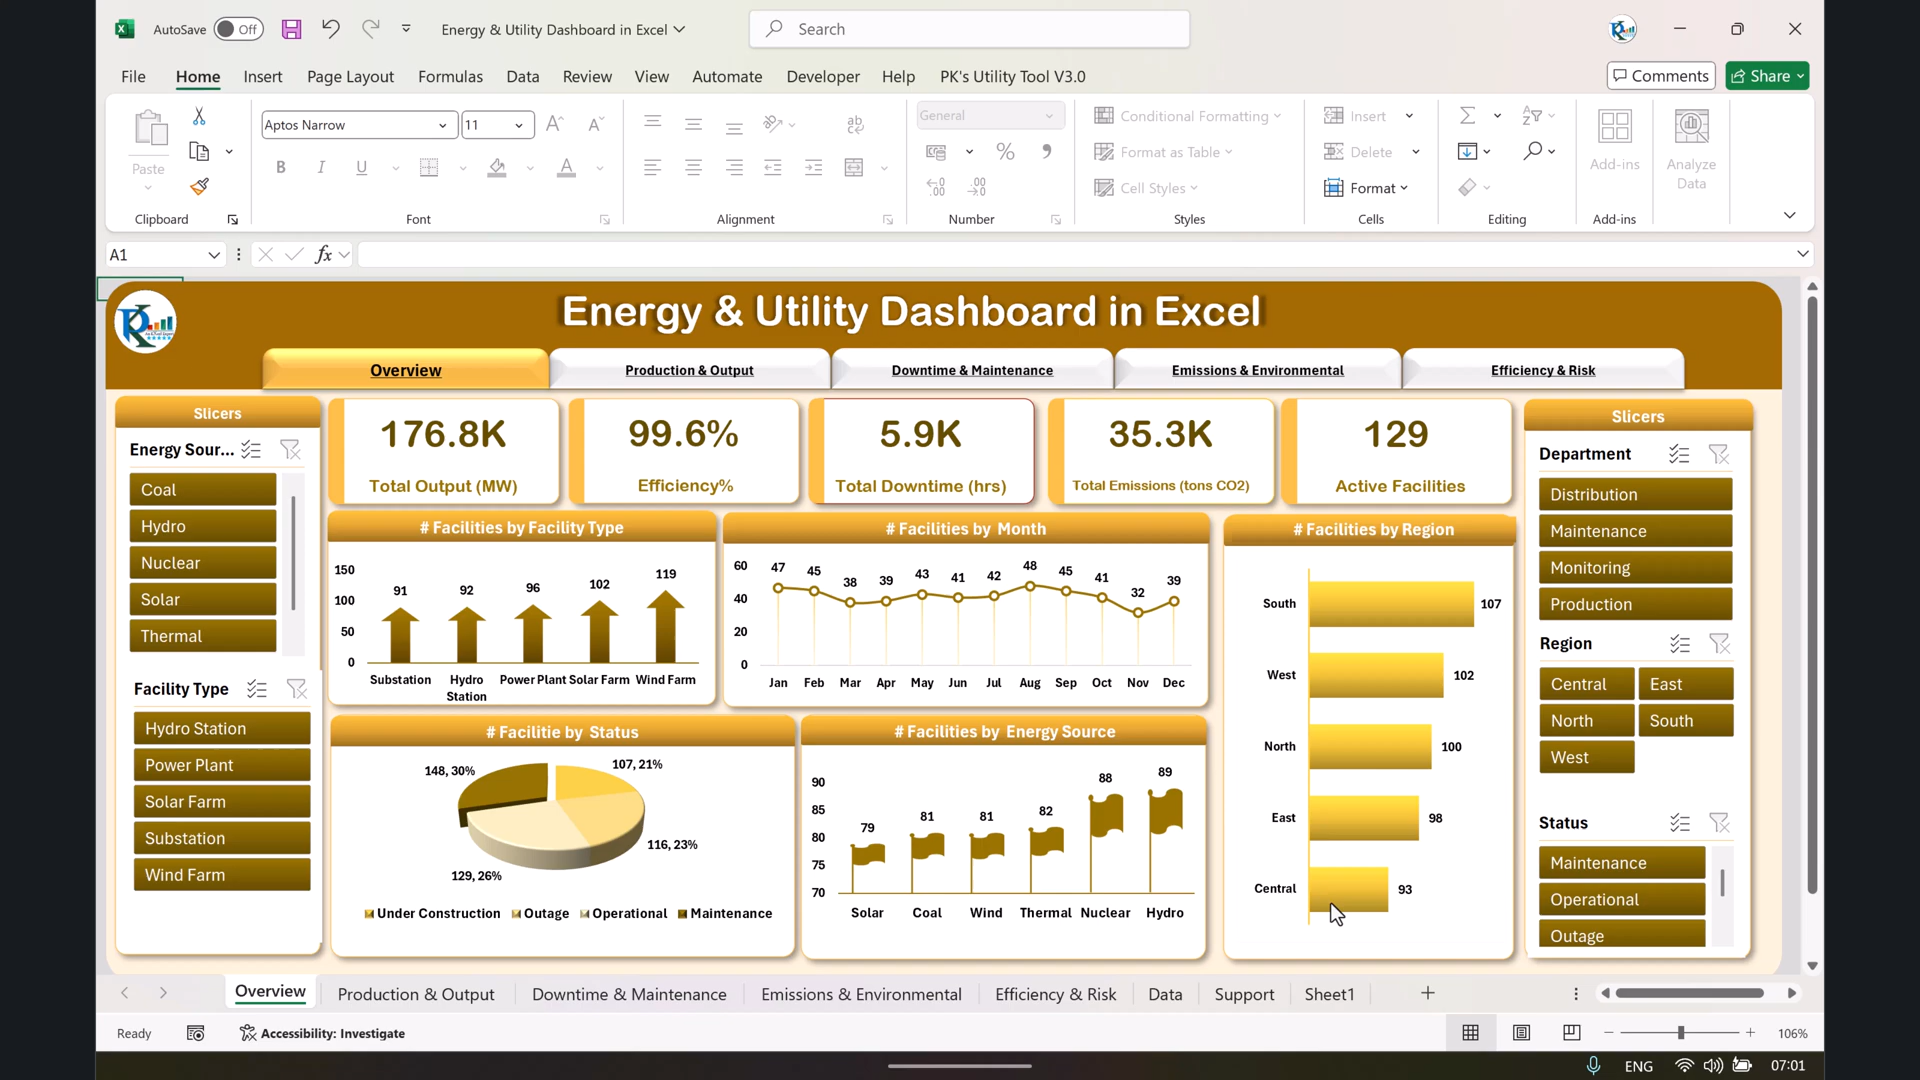 AutoSave Off Energy & Utility Dashboard in Excel Search
File Home Insert Page Layout Formulas Data Review View Automate Developer Help PK's Utility Tool V3.0 Comments Share
Paste
Aptos Narrow 11
B I U A
General
% 9
Conditional Formatting
Format as Table
Cell Styles
Insert
Delete
Format
Add-ins
Analyze
Data
Clipboard Font Alignment Number Styles Cells Editing Add-ins
A1 fx
Energy & Utility Dashboard in Excel
Overview Production & Output Downtime & Maintenance Emissions & Environmental Efficiency & Risk
Slicers
Energy Sour...
Coal
Hydro
Nuclear
Solar
Thermal
Facility Type
Hydro Station
Power Plant
Solar Farm
Substation
Wind Farm
176.8K
Total Output (MW)
99.6%
Efficiency%
5.9K
Total Downtime (hrs)
35.3K
Total Emissions (tons CO2)
129
Active Facilities
# Facilities by Facility Type
150
100
50
0
91 92 96 102 119
Substation Hydro Station Power Plant Solar Farm Wind Farm
# Facilities by Month
60
40
20
0
47 45 38 39 43 41 42 48 45 41 32 39
Jan Feb Mar Apr May Jun Jul Aug Sep Oct Nov Dec
# Facilitie by Status
148, 30%
107, 21%
116, 23%
129, 26%
Under Construction Outage Operational Maintenance
# Facilities by Energy Source
90
85
80
75
70
79 81 81 82 88 89
Solar Coal Wind Thermal Nuclear Hydro
# Facilities by Region
South 107
West 102
North 100
East 98
Central 93
Slicers
Department
Distribution
Maintenance
Monitoring
Production
Region
Central East
North South
West
Status
Maintenance
Operational
Outage
Overview Production & Output Downtime & Maintenance Emissions & Environmental Efficiency & Risk Data Support Sheet1
Ready Accessibility: Investigate 106%
ENG 07:01